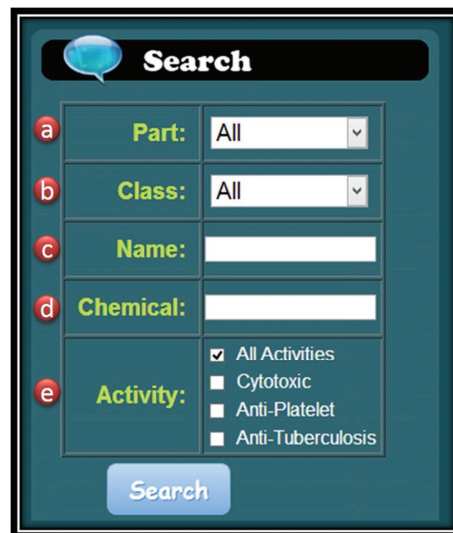 Search
a Part: All
b Class: All
c Name:
d Chemical:
e Activity: All Activities
Cytotoxic
Anti-Platelet
Anti-Tuberculosis
Search